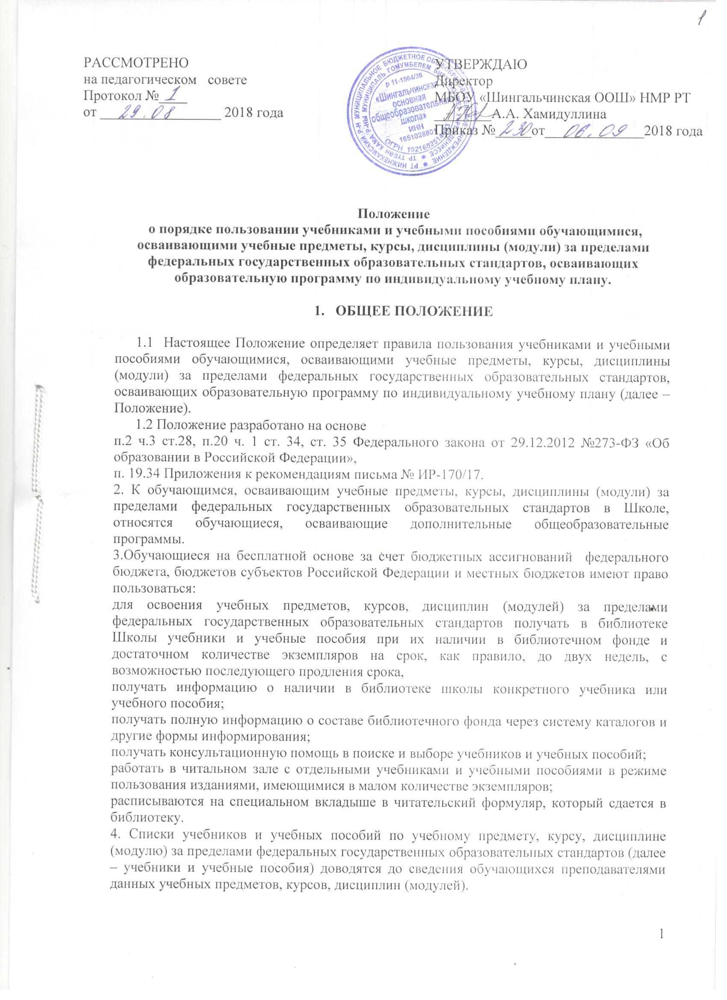 1
РАССМОТРЕНО
на педагогическом совете
Протокол № 1
от 29.08 2018 года
УТВЕРЖДАЮ
Директор
МБОУ «Шингальчинская ООШ» НМР РТ
А.А. Хамидуллина
Приказ № 230 от 06.09 2018 года
р 11-1564/36
«Шингальчинская
основная
общеобразовательная
школа»
ИНН
1651028801
Положение
о порядке пользовании учебниками и учебными пособиями обучающимися,
осваивающими учебные предметы, курсы, дисциплины (модули) за пределами
федеральных государственных образовательных стандартов, осваивающих
образовательную программу по индивидуальному учебному плану.
1. ОБЩЕЕ ПОЛОЖЕНИЕ
1.1 Настоящее Положение определяет правила пользования учебниками и учебными
пособиями обучающимися, осваивающими учебные предметы, курсы, дисциплины
(модули) за пределами федеральных государственных образовательных стандартов,
осваивающих образовательную программу по индивидуальному учебному плану (далее –
Положение).
1.2 Положение разработано на основе
п.2 ч.3 ст.28, п.20 ч. 1 ст. 34, ст. 35 Федерального закона от 29.12.2012 №273-ФЗ «Об
образовании в Российской Федерации»,
п. 19.34 Приложения к рекомендациям письма № ИР-170/17.
2. К обучающимся, осваивающим учебные предметы, курсы, дисциплины (модули) за
пределами федеральных государственных образовательных стандартов в Школе,
относятся обучающиеся, осваивающие дополнительные общеобразовательные
программы.
3.Обучающиеся на бесплатной основе за счет бюджетных ассигнований федерального
бюджета, бюджетов субъектов Российской Федерации и местных бюджетов имеют право
пользоваться:
для освоения учебных предметов, курсов, дисциплин (модулей) за пределами
федеральных государственных образовательных стандартов получать в библиотеке
Школы учебники и учебные пособия при их наличии в библиотечном фонде и
достаточном количестве экземпляров на срок, как правило, до двух недель, с
возможностью последующего продления срока,
получать информацию о наличии в библиотеке школы конкретного учебника или
учебного пособия;
получать полную информацию о составе библиотечного фонда через систему каталогов и
другие формы информирования;
получать консультационную помощь в поиске и выборе учебников и учебных пособий;
работать в читальном зале с отдельными учебниками и учебными пособиями в режиме
пользования изданиями, имеющимися в малом количестве экземпляров;
расписываются на специальном вкладыше в читательский формуляр, который сдается в
библиотеку.
4. Списки учебников и учебных пособий по учебному предмету, курсу, дисциплине
(модулю) за пределами федеральных государственных образовательных стандартов (далее
– учебники и учебные пособия) доводятся до сведения обучающихся преподавателями
данных учебных предметов, курсов, дисциплин (модулей).
1